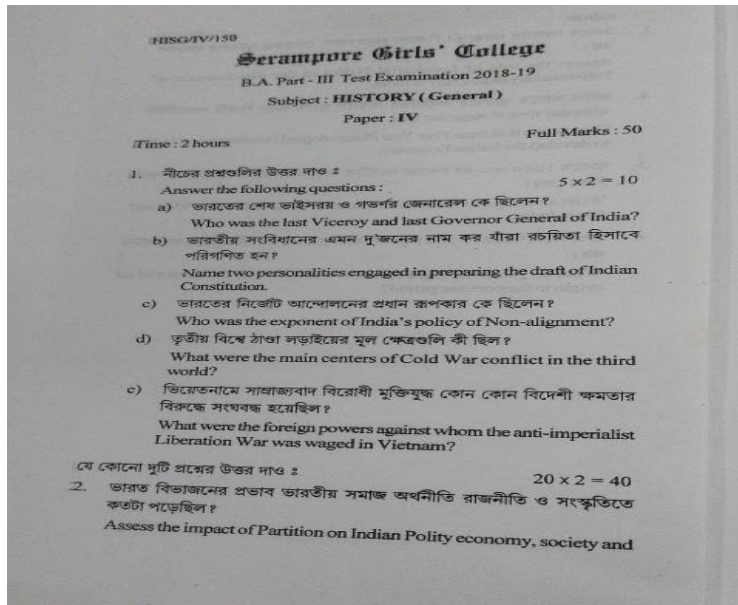 HISG/IV/150
Serampore Girls' College
B.A. Part - III Test Examination 2018-19
Subject : HISTORY ( General )
Paper : IV
Time : 2 hours
Full Marks : 50
1. নীচের প্রশ্নগুলির উত্তর দাও :
Answer the following questions :
5 x 2 = 10
a) ভারতের শেষ ভাইসরয় ও গভর্ণর জেনারেল কে ছিলেন?
Who was the last Viceroy and last Governor General of India?
b) ভারতীয় সংবিধানের এমন দু'জনের নাম কর যাঁরা রচয়িতা হিসাবে
পরিগণিত হন?
Name two personalities engaged in preparing the draft of Indian
Constitution.
c) ভারতের নির্জোট আন্দোলনের প্রধান রূপকার কে ছিলেন?
Who was the exponent of India's policy of Non-alignment?
d) তৃতীয় বিশ্বে ঠাণ্ডা লড়াইয়ের মূল ক্ষেত্রগুলি কী ছিল?
What were the main centers of Cold War conflict in the third
world?
e) ভিয়েতনামে সাম্রাজ্যবাদ বিরোধী মুক্তিযুদ্ধ কোন কোন বিদেশী ক্ষমতার
বিরুদ্ধে সংঘবদ্ধ হয়েছিল?
What were the foreign powers against whom the anti-imperialist
Liberation War was waged in Vietnam?
যে কোনো দুটি প্রশ্নের উত্তর দাও :
20 x 2 = 40
2. ভারত বিভাজনের প্রভাব ভারতীয় সমাজ অর্থনীতি রাজনীতি ও সংস্কৃতিতে
কতটা পড়েছিল?
Assess the impact of Partition on Indian Polity economy, society and